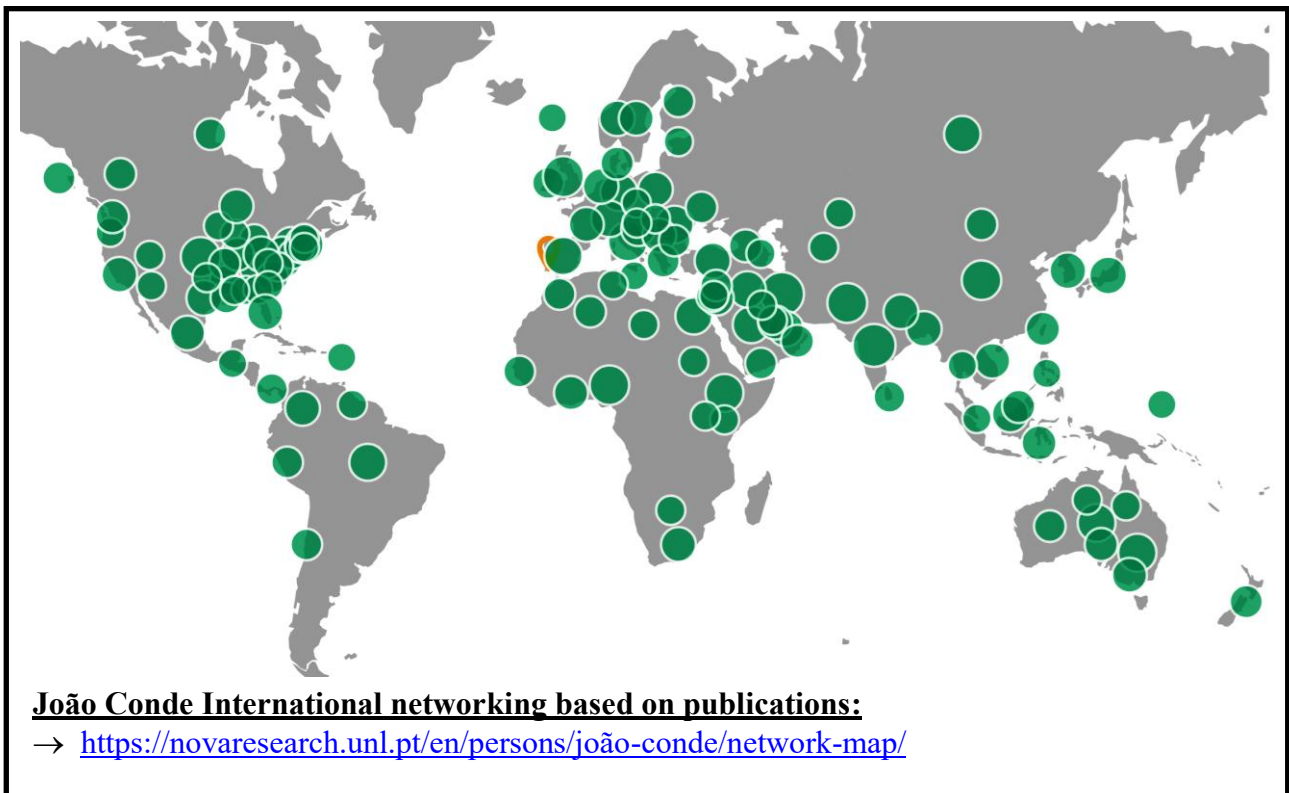 João Conde International networking based on publications:
→ https://novaresearch.unl.pt/en/persons/joão-conde/network-map/